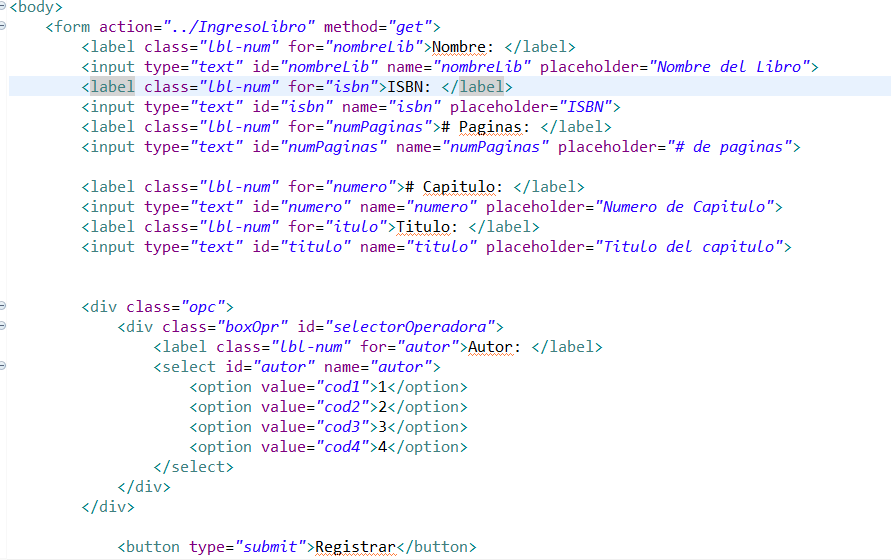 <body>
<form action="../IngresoLibro" method="get">
<label class="lbl-num" for="nombreLib">Nombre: </label>
<input type="text" id="nombreLib" name="nombreLib" placeholder="Nombre del Libro">
<label class="lbl-num" for="isbn">ISBN: </label>
<input type="text" id="isbn" name="isbn" placeholder="ISBN">
<label class="lbl-num" for="numPaginas"># Paginas: </label>
<input type="text" id="numPaginas" name="numPaginas" placeholder="# de paginas">
<label class="lbl-num" for="numero"># Capitulo: </label>
<input type="text" id="numero" name="numero" placeholder="Numero de Capitulo">
<label class="lbl-num" for="itulo">Titulo: </label>
<input type="text" id="titulo" name="titulo" placeholder="Titulo del capitulo">
<div class="opc">
<div class="boxOpr" id="selectorOperadora">
<label class="lbl-num" for="autor">Autor: </label>
<select id="autor" name="autor">
<option value="cod1">1</option>
<option value="cod2">2</option>
<option value="cod3">3</option>
<option value="cod4">4</option>
</select>
</div>
</div>
<button type="submit">Registrar</button>